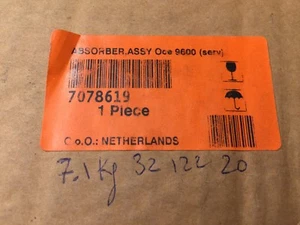 ABSORBER,ASSY Oce 9600 (serv)
7078619
1 Piece
C.o.O.: NETHERLANDS
7.1 Kg 32 122 20